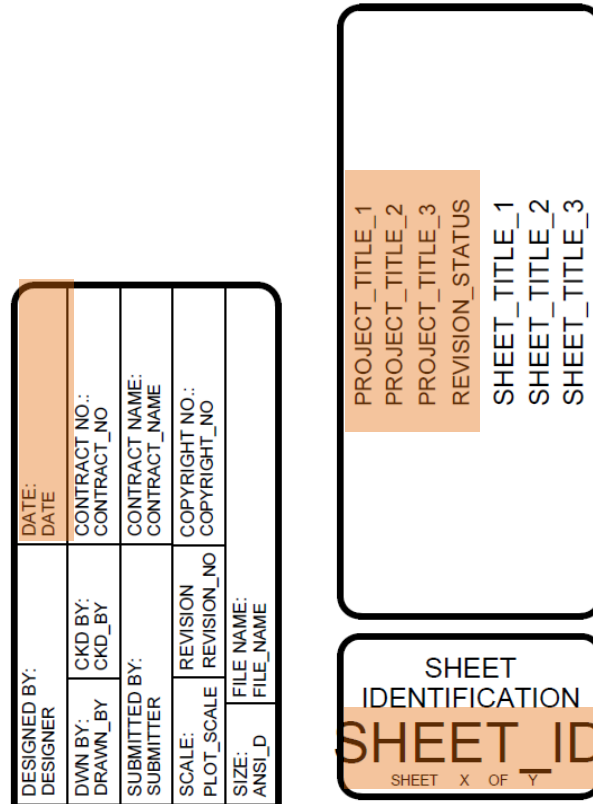 DESIGNED BY:
DESIGNER
DATE:
DATE
DWN BY:
DRAWN_BY
CKD BY:
CKD_BY
CONTRACT NO.:
CONTRACT_NO
SUBMITTED BY:
SUBMITTER
CONTRACT NAME:
CONTRACT_NAME
SCALE:
PLOT_SCALE
REVISION
REVISION_NO
COPYRIGHT NO.:
COPYRIGHT_NO
SIZE:
ANSI_D
FILE NAME:
FILE_NAME
PROJECT_TITLE_1
PROJECT_TITLE_2
PROJECT_TITLE_3
REVISION_STATUS
SHEET_TITLE_1
SHEET_TITLE_2
SHEET_TITLE_3
SHEET
IDENTIFICATION
SHEET_ID
SHEET X OF Y